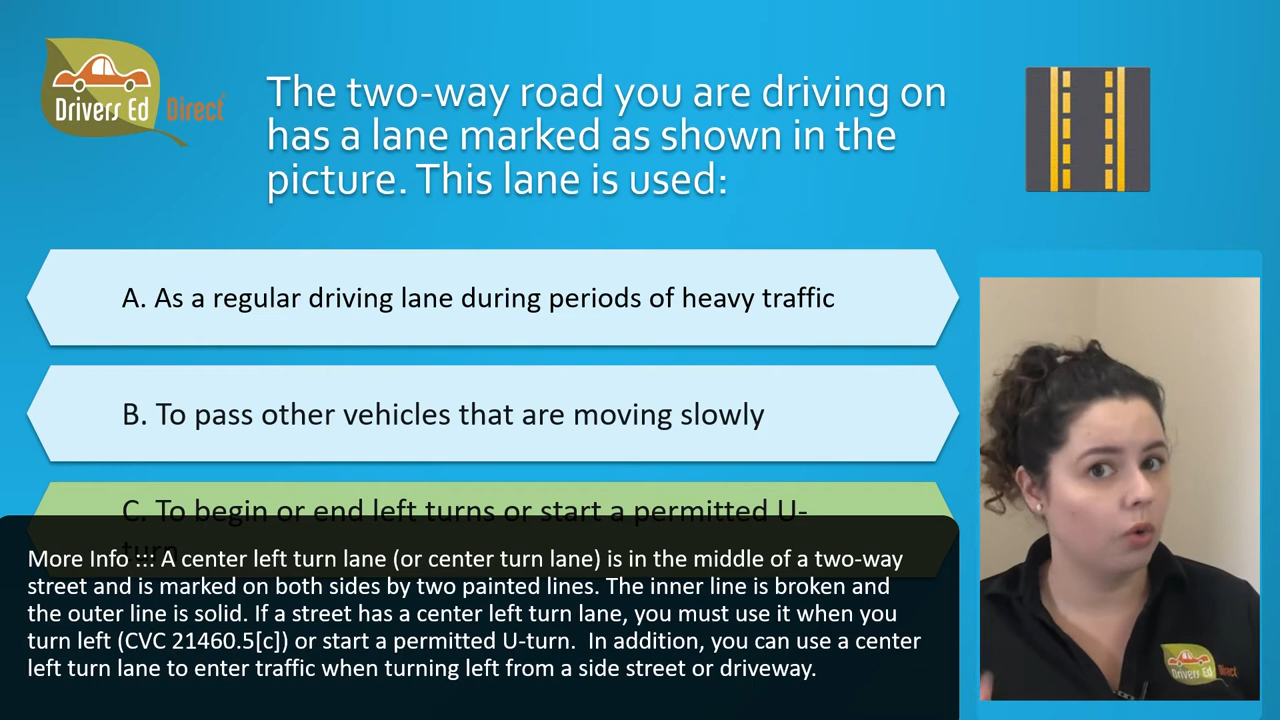 Drivers Ed Direct
The two-way road you are driving on
has a lane marked as shown in the
picture. This lane is used:
A. As a regular driving lane during periods of heavy traffic
B. To pass other vehicles that are moving slowly
C. To begin or end left turns or start a permitted U-
turn
More Info ::: A center left turn lane (or center turn lane) is in the middle of a two-way
street and is marked on both sides by two painted lines. The inner line is broken and
the outer line is solid. If a street has a center left turn lane, you must use it when you
turn left (CVC 21460.5[c]) or start a permitted U-turn.  In addition, you can use a center
left turn lane to enter traffic when turning left from a side street or driveway.
Drivers Ed Direct